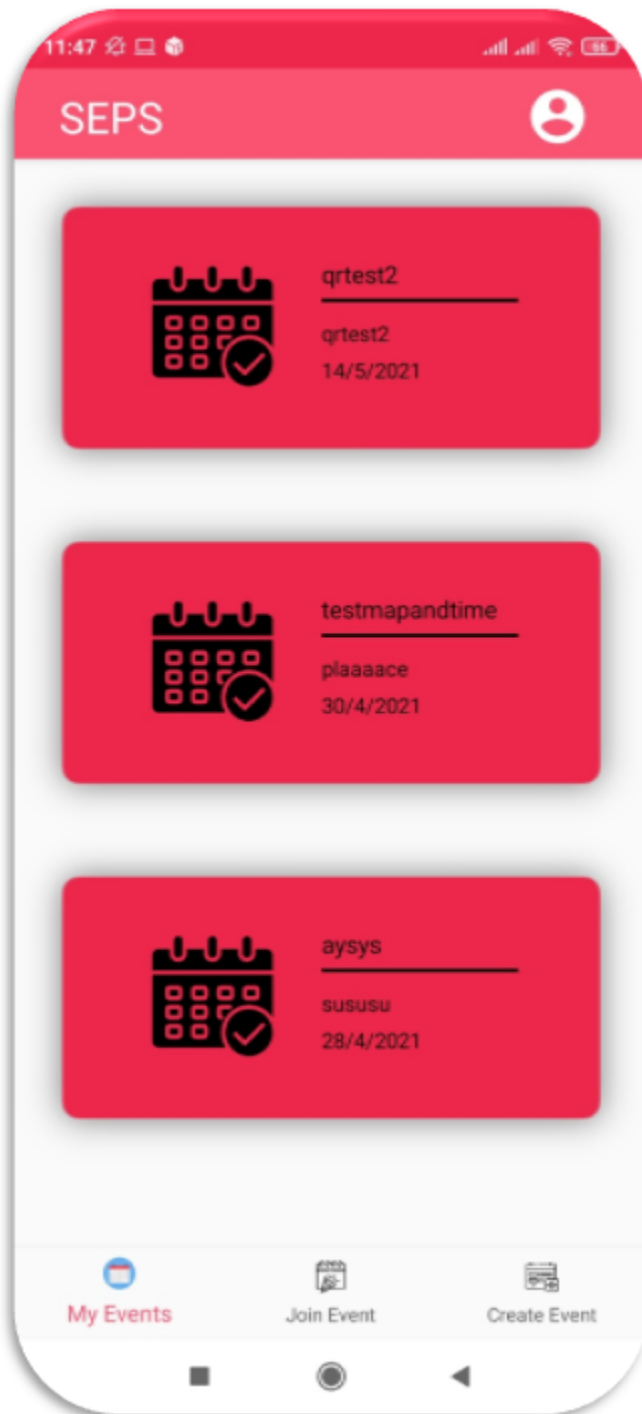 11:47
66
SEPS
qrtest2
qrtest2
14/5/2021
testmapandtime
plaaaace
30/4/2021
aysys
sususu
28/4/2021
My Events
Join Event
Create Event